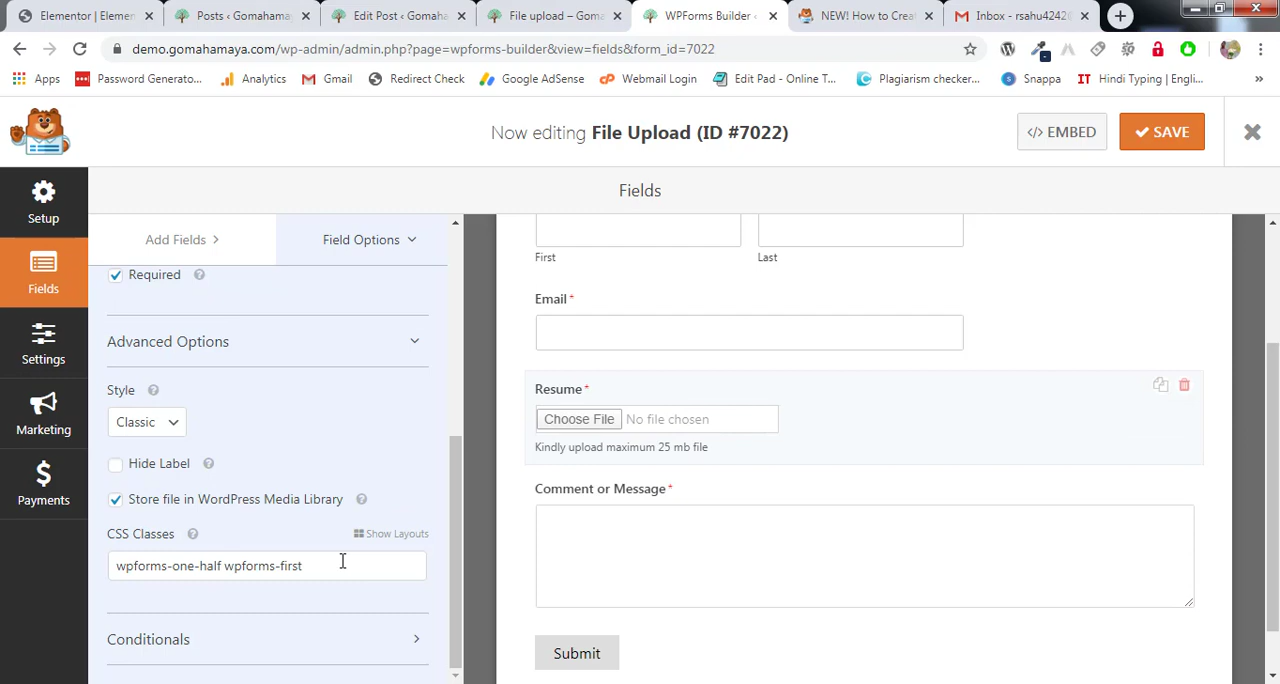 Elementor | Elemen
Posts ‹ Gomahamay
Edit Post ‹ Gomaha
File upload – Goma
WPForms Builder ‹
NEW! How to Creat
Inbox - rsahu4242@
demo.gomahamaya.com/wp-admin/admin.php?page=wpforms-builder&view=fields&form_id=7022
Apps
Password Generato...
Analytics
Gmail
Redirect Check
Google AdSense
Webmail Login
Edit Pad - Online T...
Plagiarism checker...
Snappa
IT Hindi Typing | Engli...
»
Now editing File Upload (ID #7022)
</> EMBED
SAVE
Setup
Fields
Settings
Marketing
Payments
Fields
Add Fields
Field Options
Required
Advanced Options
Style
Classic
Hide Label
Store file in WordPress Media Library
CSS Classes
Show Layouts
wpforms-one-half wpforms-first
Conditionals
First
Last
Email *
Resume *
Choose File No file chosen
Kindly upload maximum 25 mb file
Comment or Message *
Submit